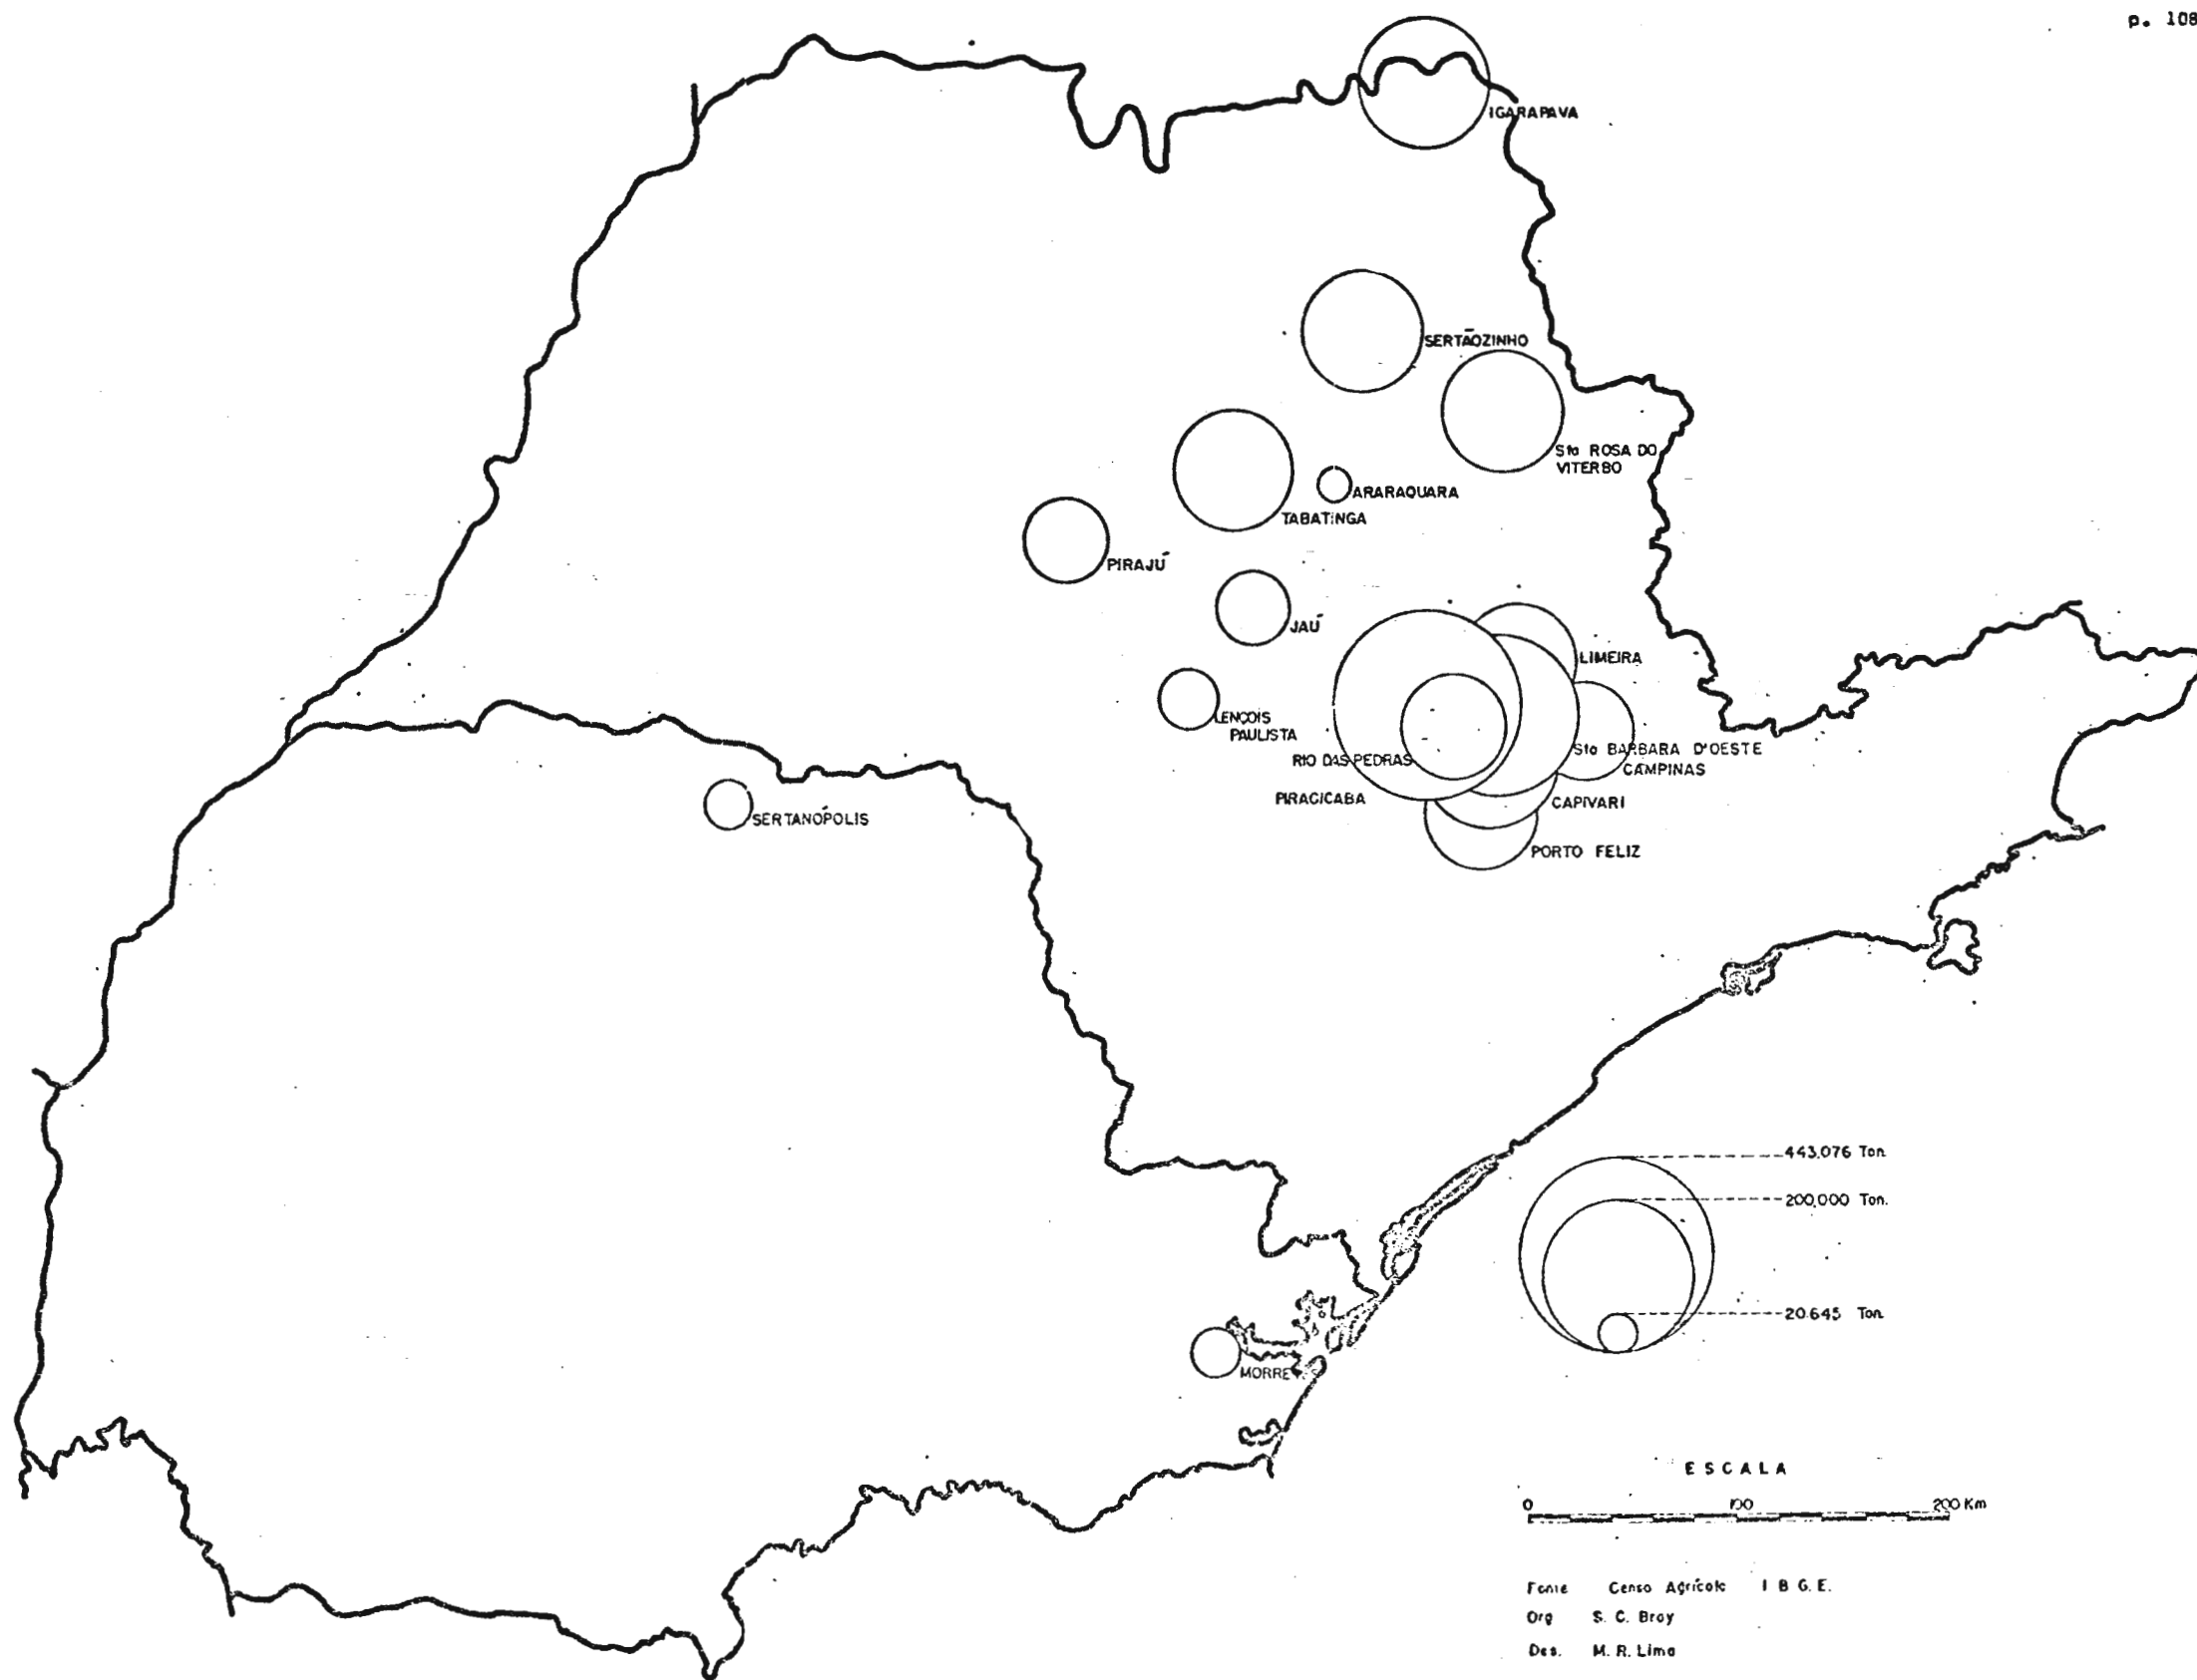 p. 108
IGARAPAVA
SERTÃOZINHO
Sta ROSA DO
VITERBO
ARARAQUARA
TABATINGA
PIRAJÚ
JAÚ
LIMEIRA
LENÇOIS
PAULISTA
Sta BARBARA D'OESTE
RIO DAS PEDRAS
CAMPINAS
PIRACICABA
CAPIVARI
SERTANÓPOLIS
PORTO FELIZ
443.076 Ton.
200.000 Ton.
20.645 Ton.
MORRE
ESCALA
0 100 200 Km
Fonte Censo Agrícola I B G. E.
Org S. C. Bray
Des. M. R. Lima